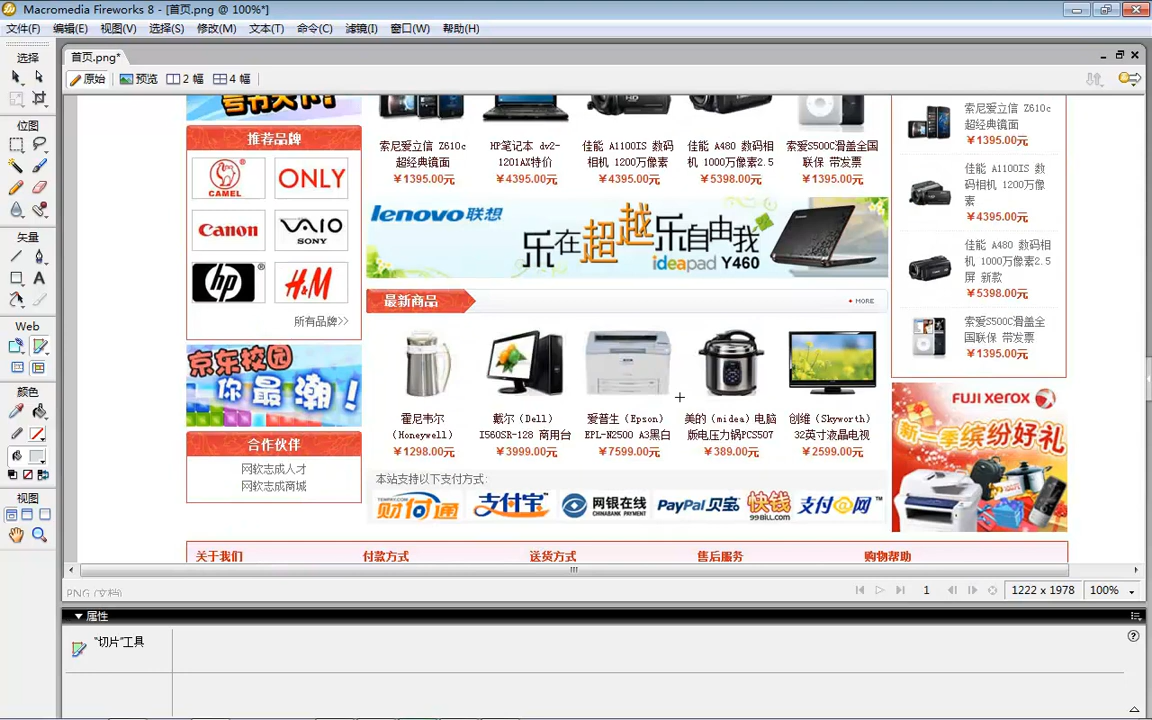 Macromedia Fireworks 8 - [首页.png @ 100%*]
文件(F) 编辑(E) 视图(V) 选择(S) 修改(M) 文本(T) 命令(C) 滤镜(I) 窗口(W) 帮助(H)
选择
首页.png*
原始 预览 2 幅 4 幅
位图
矢量
Web
颜色
视图
推荐品牌
CAMEL
ONLY
Canon
VAIO
SONY
hp
H&M
所有品牌>>
京东校园
你最潮!
合作伙伴
网软志成人才
网软志成商城
索尼爱立信 Z610c
超经典镜面
￥1395.00元
HP笔记本 dv2-
1201AX特价
￥4395.00元
佳能 A1100IS 数码
相机 1200万像素
￥4395.00元
佳能 A480 数码相
机 1000万像素2.5
￥5398.00元
索爱S500C滑盖全国
联保 带发票
￥1395.00元
lenovo联想
乐在超越乐自由我
ideapad Y460
最新商品
MORE
霍尼韦尔
(Honeywell)
￥1298.00元
戴尔（Dell）
I560SR-128 商用台
￥3999.00元
爱普生（Epson）
EPL-N2500 A3黑白
￥7599.00元
美的（midea）电脑
版电压力锅PCS507
￥389.00元
创维（Skyworth）
32英寸液晶电视
￥2599.00元
本站支持以下支付方式:
TENPAY.COM
财付通
支付宝™
网银在线
CHINABANK PAYMENT
PayPal 贝宝
快钱
99BILL.COM
支付@网™
索尼爱立信 Z610c
超经典镜面
￥1395.00元
佳能 A1100IS 数
码相机 1200万像
素
￥4395.00元
佳能 A480 数码相
机 1000万像素2.5
屏 新款
￥5398.00元
索爱S500C滑盖全
国联保 带发票
￥1395.00元
FUJI XEROX
新一季缤纷好礼
关于我们 付款方式 送货方式 售后服务 购物帮助
PNG (文档)
1 1222 x 1978 100%
属性
"切片"工具